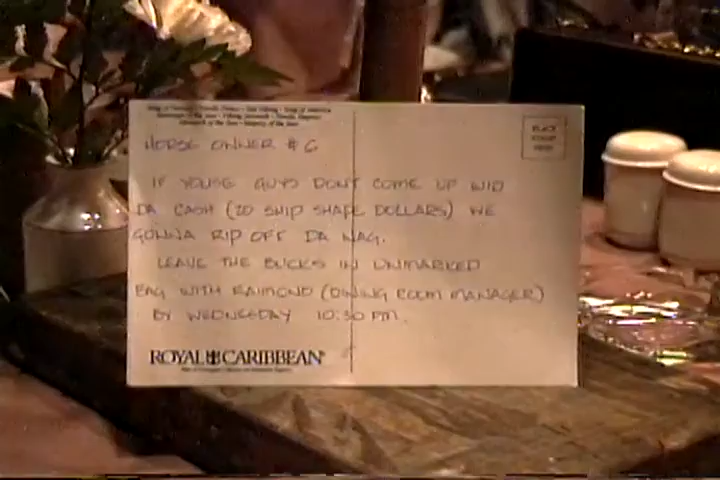 HORSE OWNER # 6
PLACE STAMP HERE
IF YOUSE GUYS DON'T COME UP WID
DA CASH (20 SHIP SHAPE DOLLARS) WE
GONNA RIP OFF DA NAG.
LEAVE THE BUCKS IN UNMARKED
BAG WITH RAIMOND (DINING ROOM MANAGER)
BY WEDNESDAY 10:30 PM.
ROYAL CARIBBEAN